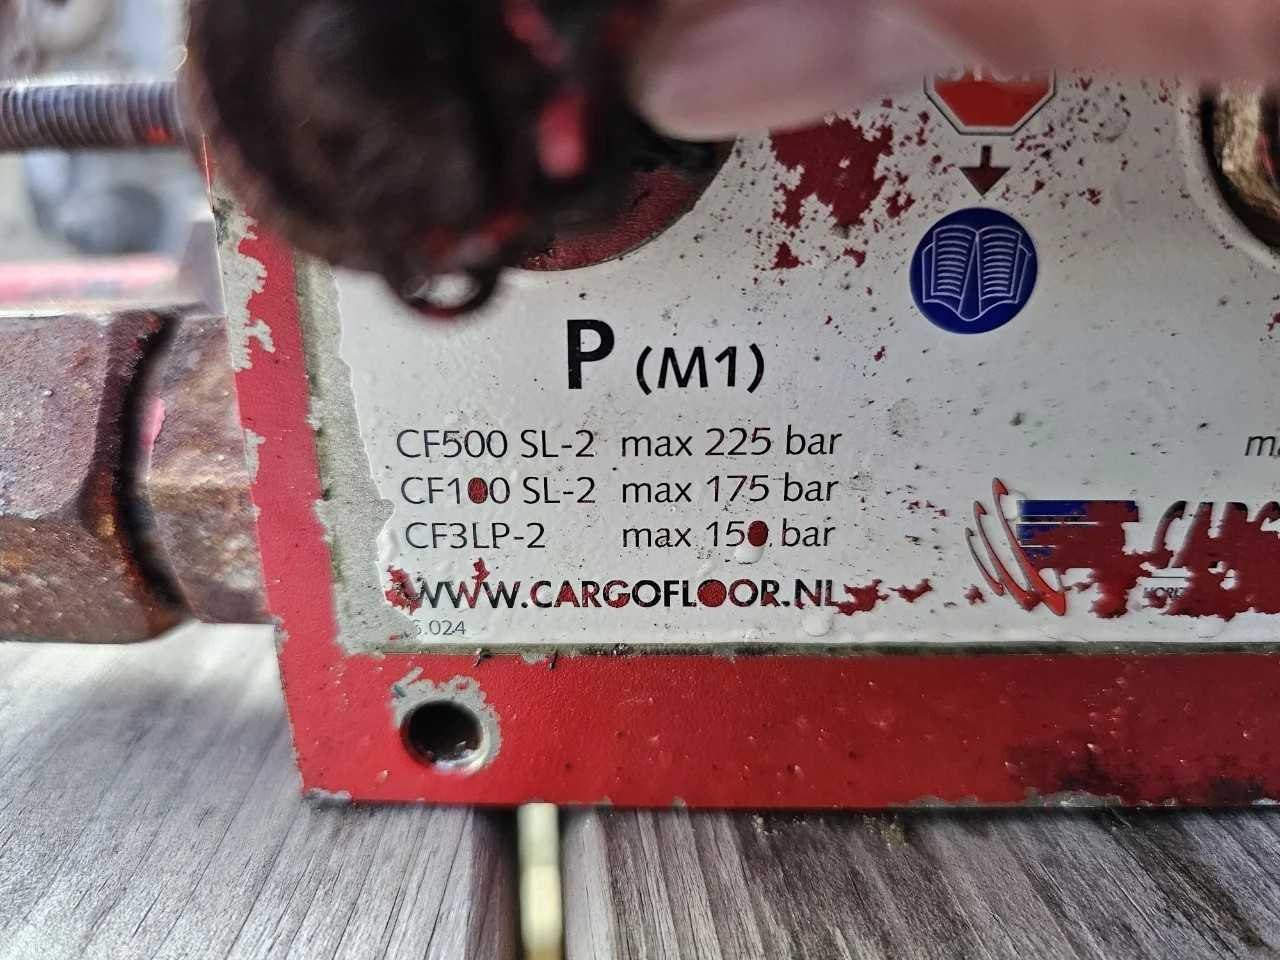 P (M1)
CF500 SL-2 max 225 bar
CF100 SL-2 max 175 bar
CF3LP-2 max 150 bar
WWW.CARGOFLOOR.NL